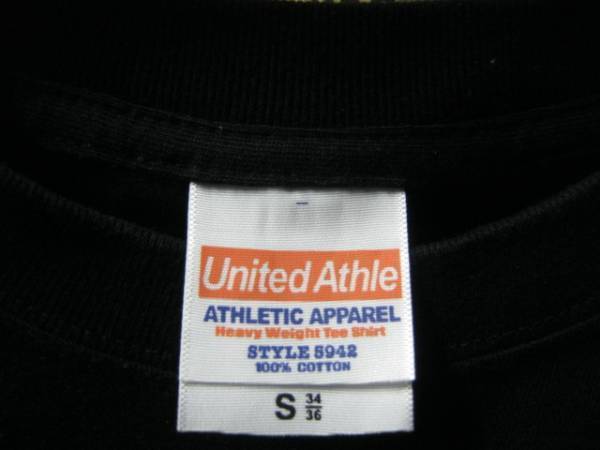 United Athle
ATHLETIC APPAREL
Heavy Weight Tee Shirt
STYLE 5942
100% COTTON
S 34/36